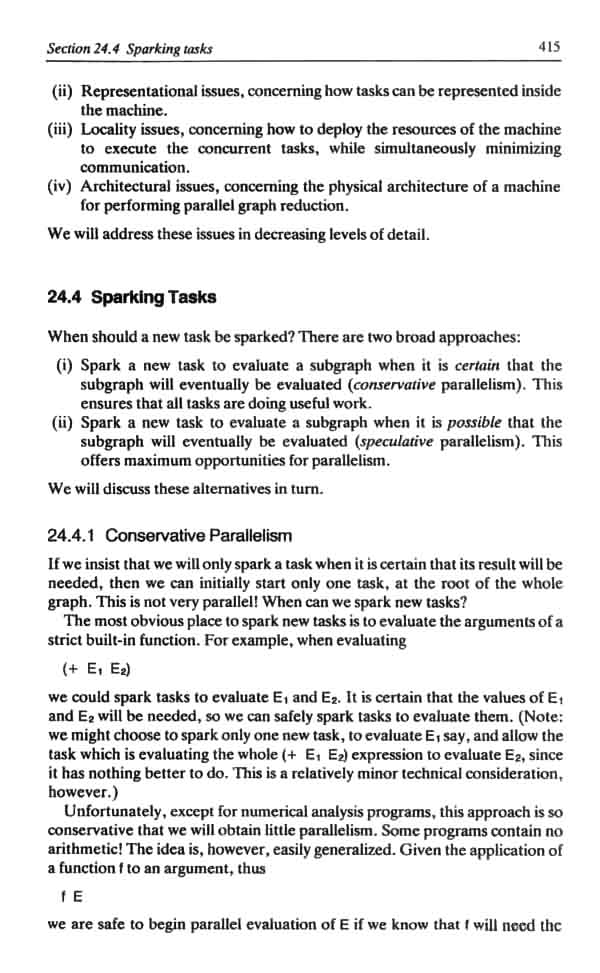 Section 24.4 Sparking tasks 415
(ii) Representational issues, concerning how tasks can be represented inside
the machine.
(iii) Locality issues, concerning how to deploy the resources of the machine
to execute the concurrent tasks, while simultaneously minimizing
communication.
(iv) Architectural issues, concerning the physical architecture of a machine
for performing parallel graph reduction.
We will address these issues in decreasing levels of detail.
24.4 Sparking Tasks
When should a new task be sparked? There are two broad approaches:
(i) Spark a new task to evaluate a subgraph when it is certain that the
subgraph will eventually be evaluated (conservative parallelism). This
ensures that all tasks are doing useful work.
(ii) Spark a new task to evaluate a subgraph when it is possible that the
subgraph will eventually be evaluated (speculative parallelism). This
offers maximum opportunities for parallelism.
We will discuss these alternatives in turn.
24.4.1 Conservative Parallelism
If we insist that we will only spark a task when it is certain that its result will be
needed, then we can initially start only one task, at the root of the whole
graph. This is not very parallel! When can we spark new tasks?
The most obvious place to spark new tasks is to evaluate the arguments of a
strict built-in function. For example, when evaluating
(+ E₁ E₂)
we could spark tasks to evaluate E₁ and E₂. It is certain that the values of E₁
and E₂ will be needed, so we can safely spark tasks to evaluate them. (Note:
we might choose to spark only one new task, to evaluate E₁ say, and allow the
task which is evaluating the whole (+ E₁ E₂) expression to evaluate E₂, since
it has nothing better to do. This is a relatively minor technical consideration,
however.)
Unfortunately, except for numerical analysis programs, this approach is so
conservative that we will obtain little parallelism. Some programs contain no
arithmetic! The idea is, however, easily generalized. Given the application of
a function f to an argument, thus
f E
we are safe to begin parallel evaluation of E if we know that f will need the